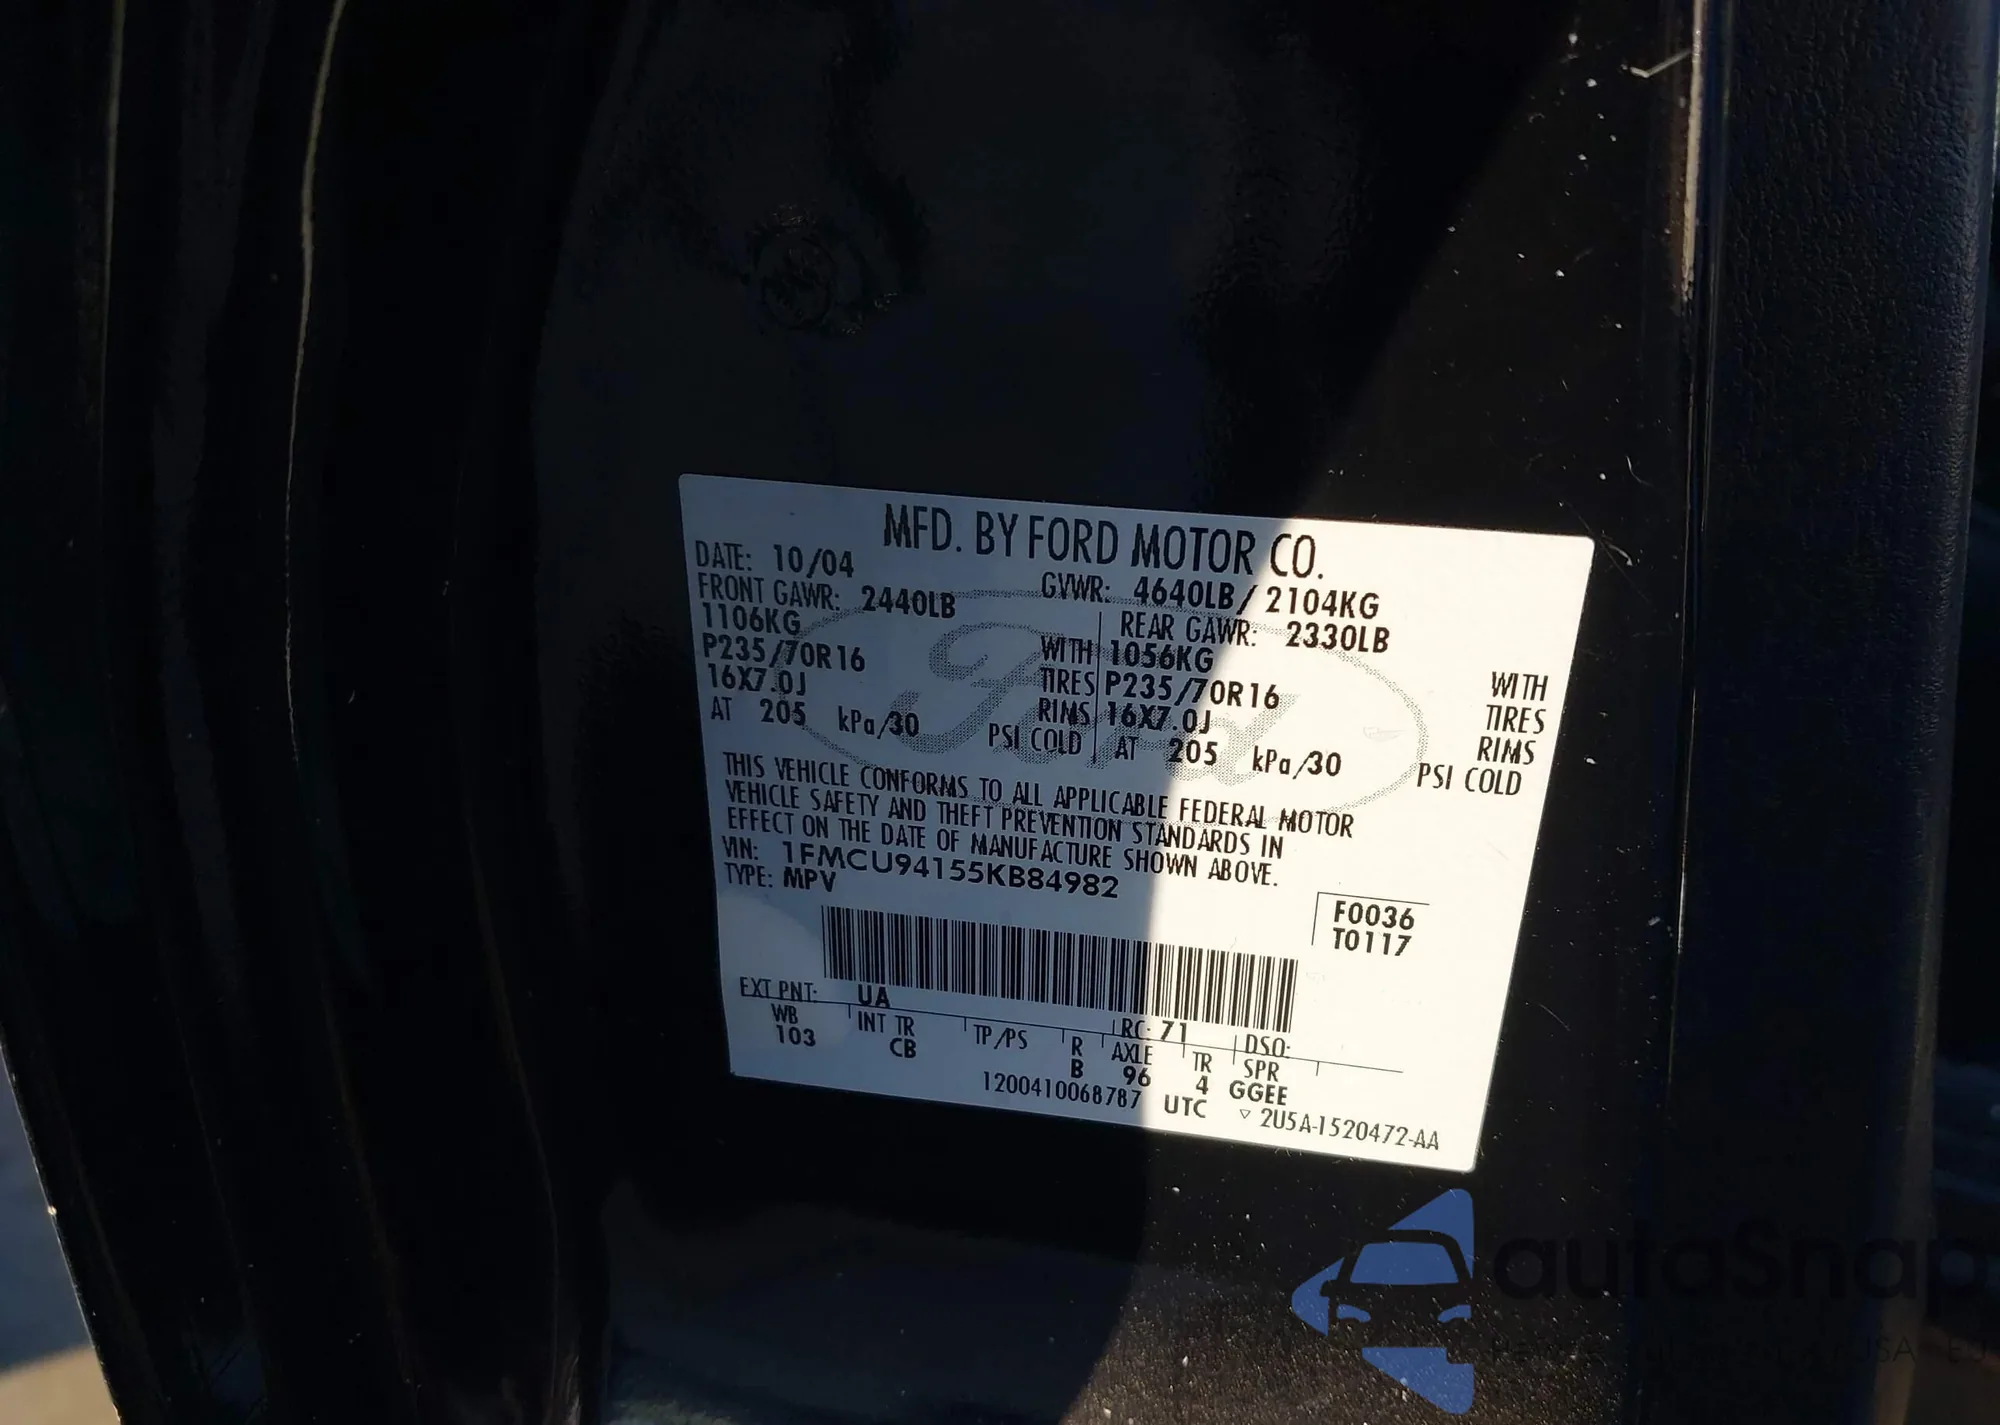 MFD. BY FORD MOTOR CO.
DATE: 10/04 GVWR: 4640LB/2104KG
FRONT GAWR: 2440LB REAR GAWR: 2330LB
1106KG WITH 1056KG WITH
P235/70R16 TIRES P235/70R16 TIRES
16X7.0J RIMS 16X7.0J RIMS
AT 205 kPa/30 PSI COLD AT 205 kPa/30 PSI COLD
THIS VEHICLE CONFORMS TO ALL APPLICABLE FEDERAL MOTOR
VEHICLE SAFETY AND THEFT PREVENTION STANDARDS IN
EFFECT ON THE DATE OF MANUFACTURE SHOWN ABOVE.
VIN: 1FMCU94155KB84982
TYPE: MPV
F0036
T0117
EXT PNT: UA RC: 71 DSO:
WB INT TR TP/PS R AXLE TR SPR
103 CB B 96 4 GGEE
1200410068787 UTC ▽ 2U5A-1520472-AA
Ford
autoSnap